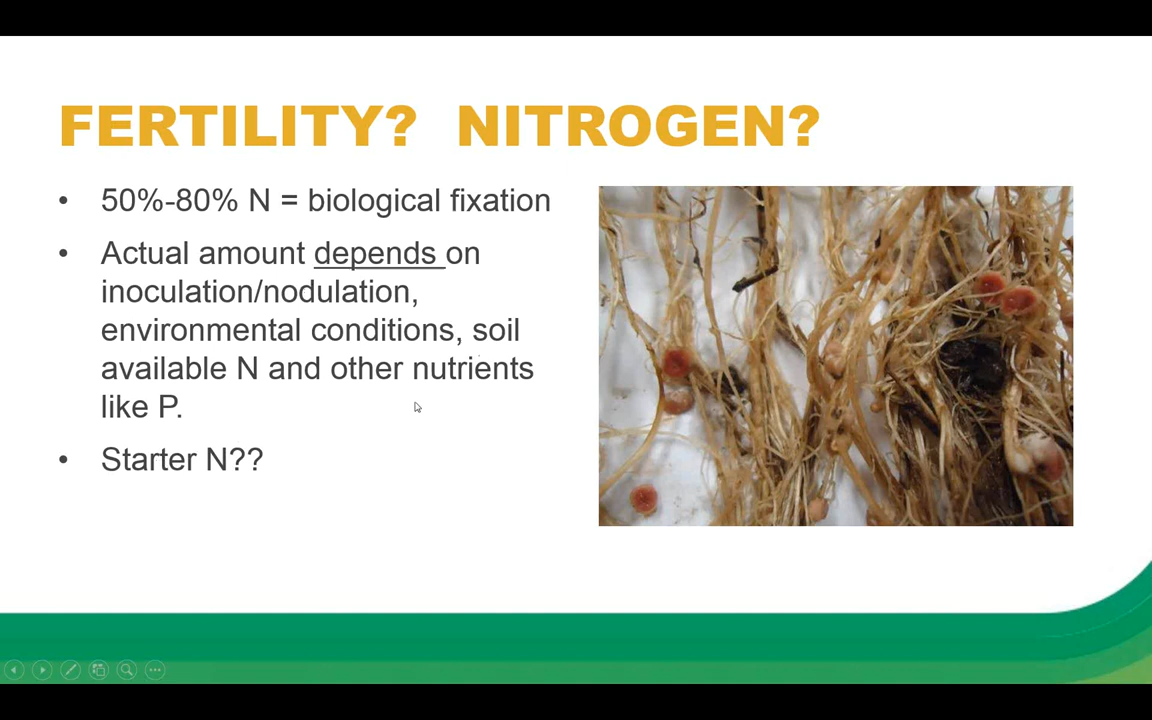 FERTILITY? NITROGEN?
• 50%-80% N = biological fixation
• Actual amount depends on
inoculation/nodulation,
environmental conditions, soil
available N and other nutrients
like P.
• Starter N??